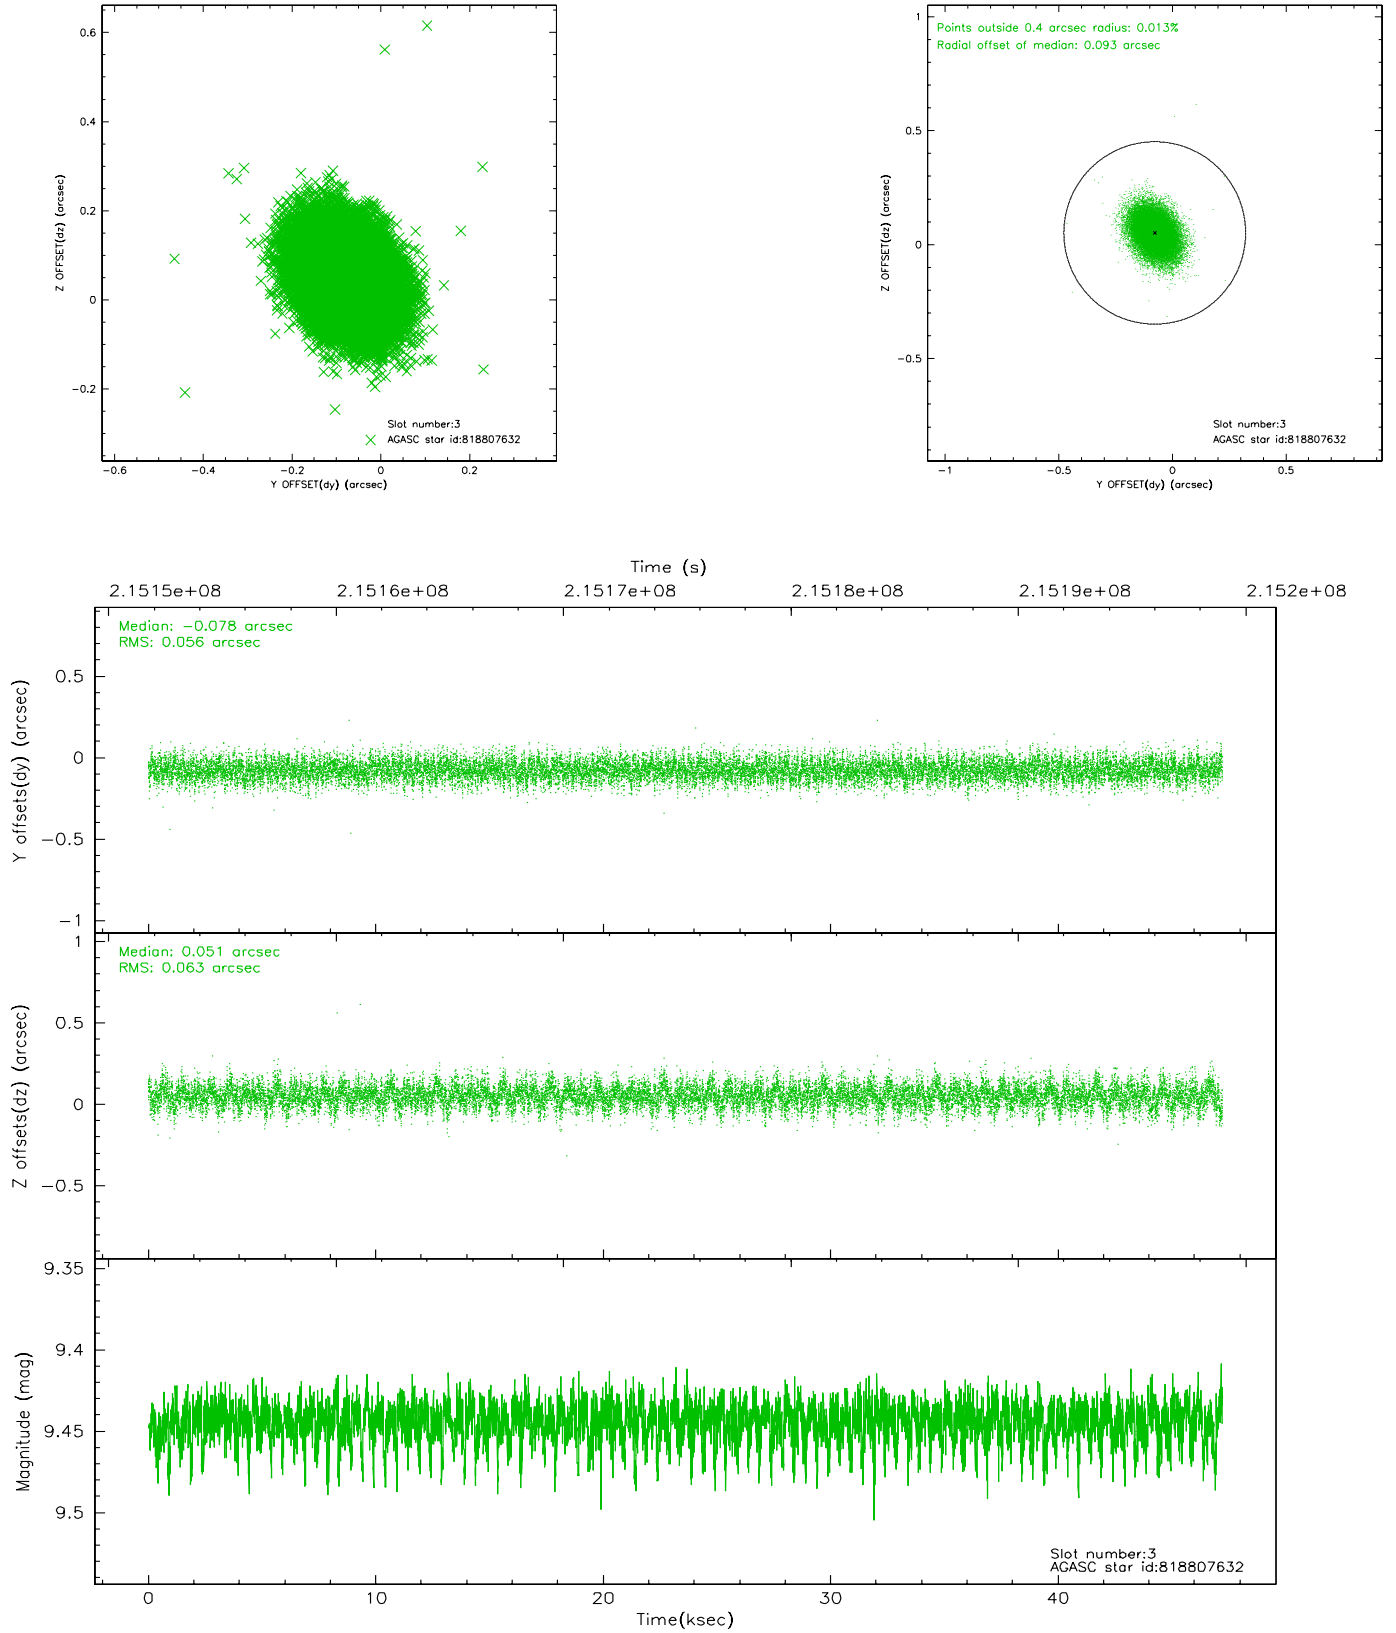 0.6
0.4
0.2
0
−0.2
Z OFFSET(dz) (arcsec)
Slot number:3
AGASC star id:818807632
−0.6 −0.4 −0.2 0 0.2
Y OFFSET(dy) (arcsec)
Points outside 0.4 arcsec radius: 0.013%
Radial offset of median: 0.093 arcsec
1
0.5
0
−0.5
Z OFFSET(dz) (arcsec)
Slot number:3
AGASC star id:818807632
−1 −0.5 0 0.5
Y OFFSET(dy) (arcsec)
Time (s)
2.1515e+08 2.1516e+08 2.1517e+08 2.1518e+08 2.1519e+08 2.152e+08
Median: −0.078 arcsec
RMS: 0.056 arcsec
0.5
0
−0.5
−1
Y offsets(dy) (arcsec)
Median: 0.051 arcsec
RMS: 0.063 arcsec
1
0.5
0
−0.5
Z offsets(dz) (arcsec)
9.35
9.4
9.45
9.5
Magnitude (mag)
Slot number:3
AGASC star id:818807632
0 10 20 30 40
Time(ksec)